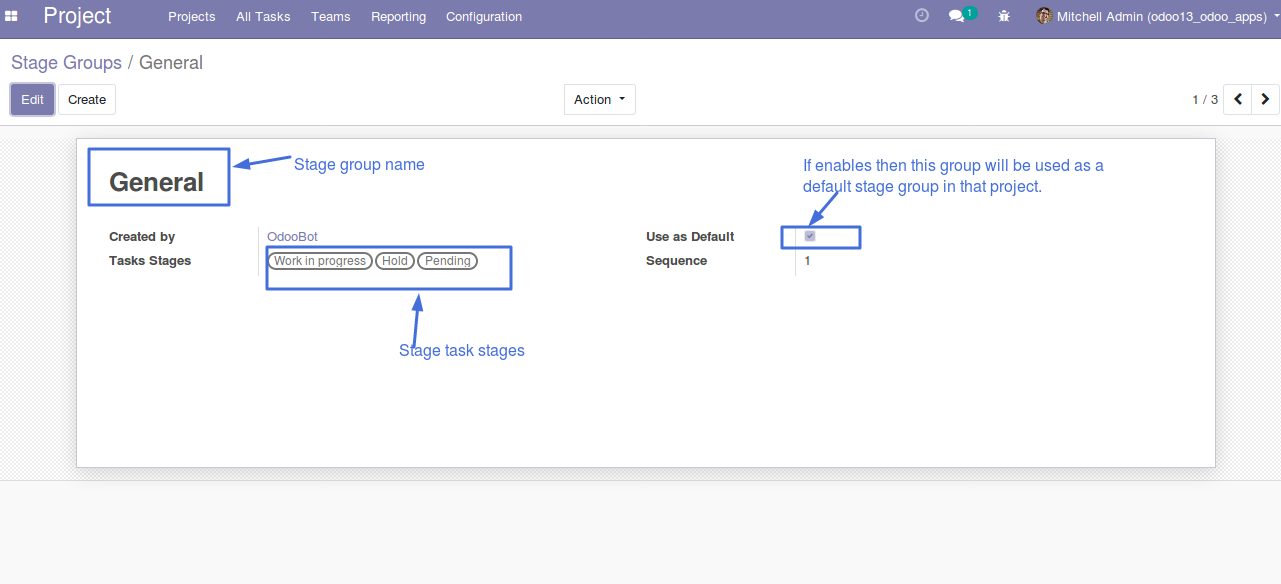 Project Projects All Tasks Teams Reporting Configuration 1 Mitchell Admin (odoo13_odoo_apps)
Stage Groups / General
Edit Create Action 1 / 3
Stage group name
If enables then this group will be used as a
default stage group in that project.
General
Created by OdooBot Use as Default
Tasks Stages Work in progress Hold Pending Sequence 1
Stage task stages